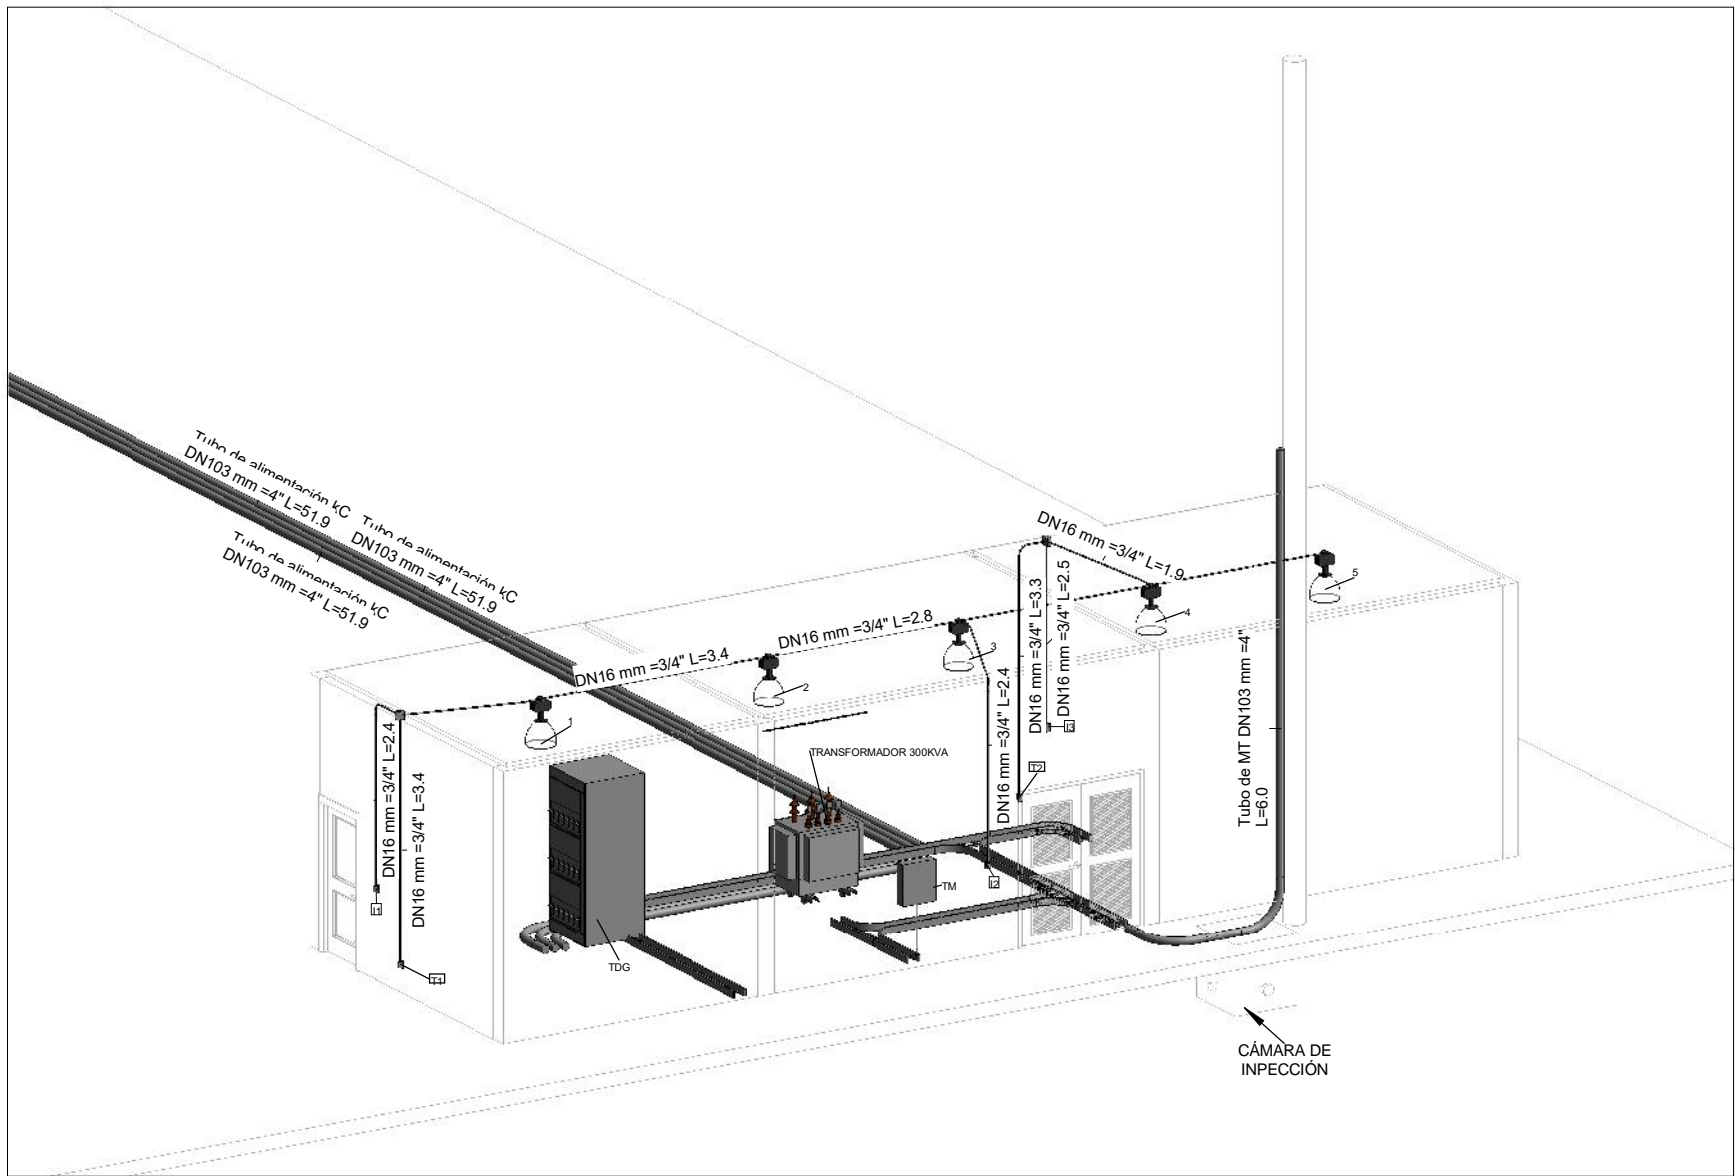 Tubo de alimentación kC
DN103 mm =4" L=51.9
Tubo de alimentación kC
DN103 mm =4" L=51.9
Tubo de alimentación kC
DN103 mm =4" L=51.9
DN16 mm =3/4" L=1.9
DN16 mm =3/4" L=2.8
DN16 mm =3/4" L=3.4
1
2
3
4
5
DN16 mm =3/4" L=2.4
DN16 mm =3/4" L=3.4
DN16 mm =3/4" L=2.4
DN16 mm =3/4" L=3.3
DN16 mm =3/4" L=2.5
Tubo de MT DN103 mm =4"
L=6.0
TRANSFORMADOR 300KVA
I3
T2
I2
TM
I1
T1
TDG
CÁMARA DE
INPECCIÓN